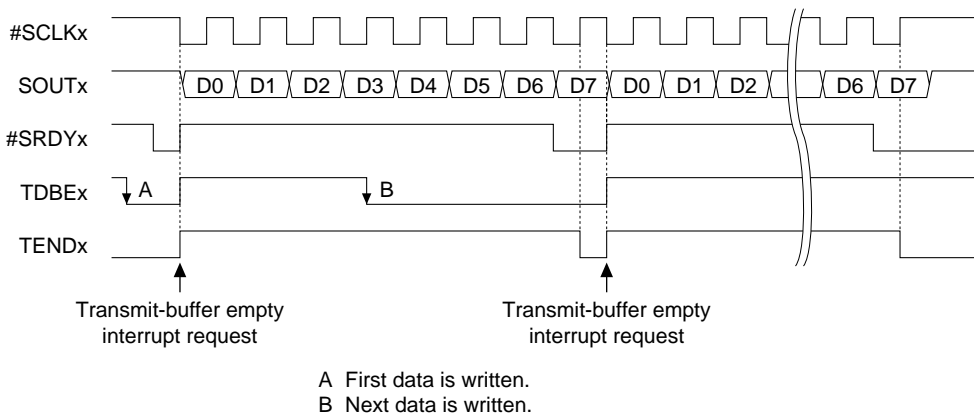 #SCLKx
SOUTx D0 D1 D2 D3 D4 D5 D6 D7 D0 D1 D2 D6 D7
#SRDYx
TDBEx A B
TENDx
Transmit-buffer empty
interrupt request
Transmit-buffer empty
interrupt request
A First data is written.
B Next data is written.